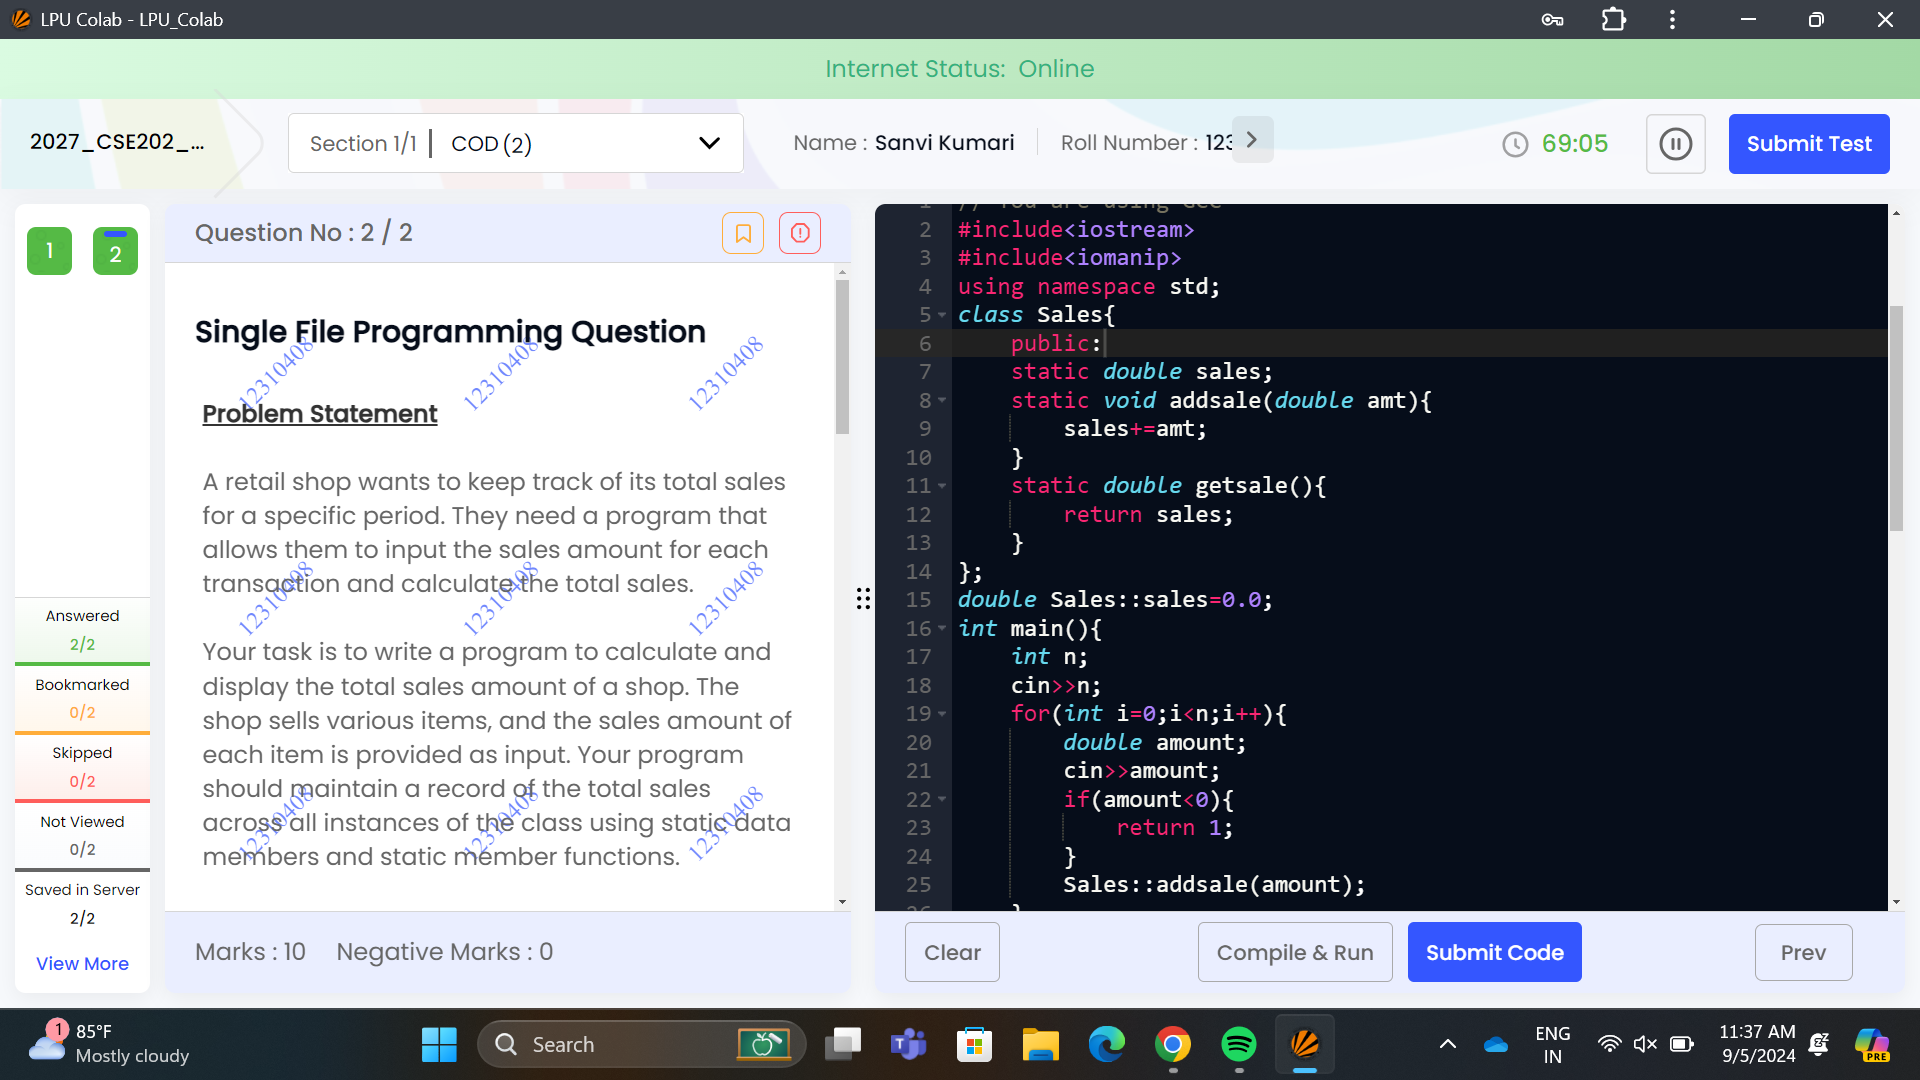 LPU Colab - LPU_Colab
Internet Status: Online
2027_CSE202_...
Section 1/1 | COD (2)
Name : Sanvi Kumari
Roll Number : 123
69:05
Submit Test
1
2
Question No : 2 / 2
Single File Programming Question
12310408 12310408 12310408
Problem Statement
A retail shop wants to keep track of its total sales
for a specific period. They need a program that
allows them to input the sales amount for each
transaction and calculate the total sales.
12310408 12310408 12310408
Your task is to write a program to calculate and
display the total sales amount of a shop. The
shop sells various items, and the sales amount of
each item is provided as input. Your program
should maintain a record of the total sales
across all instances of the class using static data
members and static member functions.
12310408 12310408 12310408
Answered
2/2
Bookmarked
0/2
Skipped
0/2
Not Viewed
0/2
Saved in Server
2/2
View More
Marks : 10 Negative Marks : 0
1 // You are using GCC
2 #include<iostream>
3 #include<iomanip>
4 using namespace std;
5 class Sales{
6 public:
7 static double sales;
8 static void addsale(double amt){
9 sales+=amt;
10 }
11 static double getsale(){
12 return sales;
13 }
14 };
15 double Sales::sales=0.0;
16 int main(){
17 int n;
18 cin>>n;
19 for(int i=0;i<n;i++){
20 double amount;
21 cin>>amount;
22 if(amount<0){
23 return 1;
24 }
25 Sales::addsale(amount);
26 }
Clear
Compile & Run
Submit Code
Prev
1
85°F
Mostly cloudy
Search
ENG
IN
11:37 AM
9/5/2024
PRE